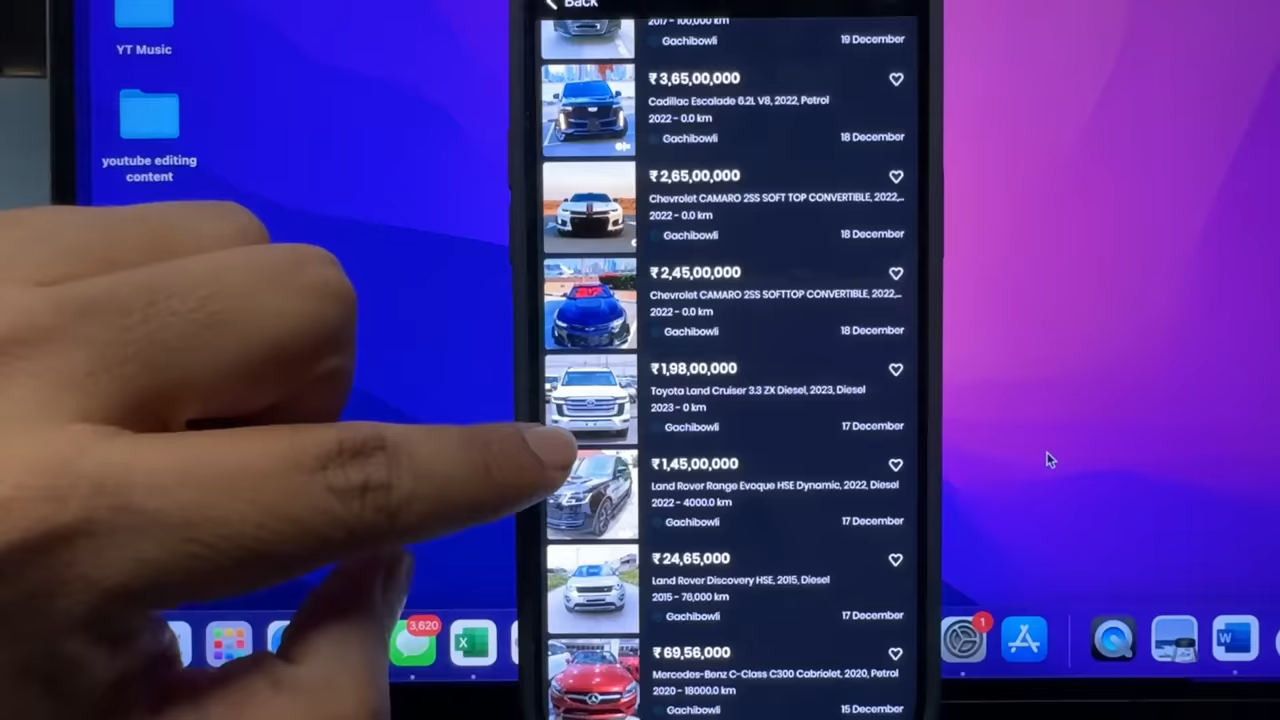 YT Music
youtube editing
content
Back
2017 - 100,000 km
Gachibowli
19 December
₹ 3,65,00,000
Cadillac Escalade 6.2L V8, 2022, Petrol
2022 - 0.0 km
Gachibowli
18 December
₹ 2,65,00,000
Chevrolet CAMARO 2SS SOFT TOP CONVERTIBLE, 2022,...
2022 - 0.0 km
Gachibowli
18 December
₹ 2,45,00,000
Chevrolet CAMARO 2SS SOFTTOP CONVERTIBLE, 2022,...
2022 - 0.0 km
Gachibowli
18 December
₹ 1,98,00,000
Toyota Land Cruiser 3.3 ZX Diesel, 2023, Diesel
2023 - 0 km
Gachibowli
17 December
₹ 1,45,00,000
Land Rover Range Evoque HSE Dynamic, 2022, Diesel
2022 - 4000.0 km
Gachibowli
17 December
₹ 24,65,000
Land Rover Discovery HSE, 2015, Diesel
2015 - 76,000 km
Gachibowli
17 December
₹ 69,56,000
Mercedes-Benz C-Class C300 Cabriolet, 2020, Petrol
2020 - 18000.0 km
Gachibowli
15 December
3,620
X
1
W